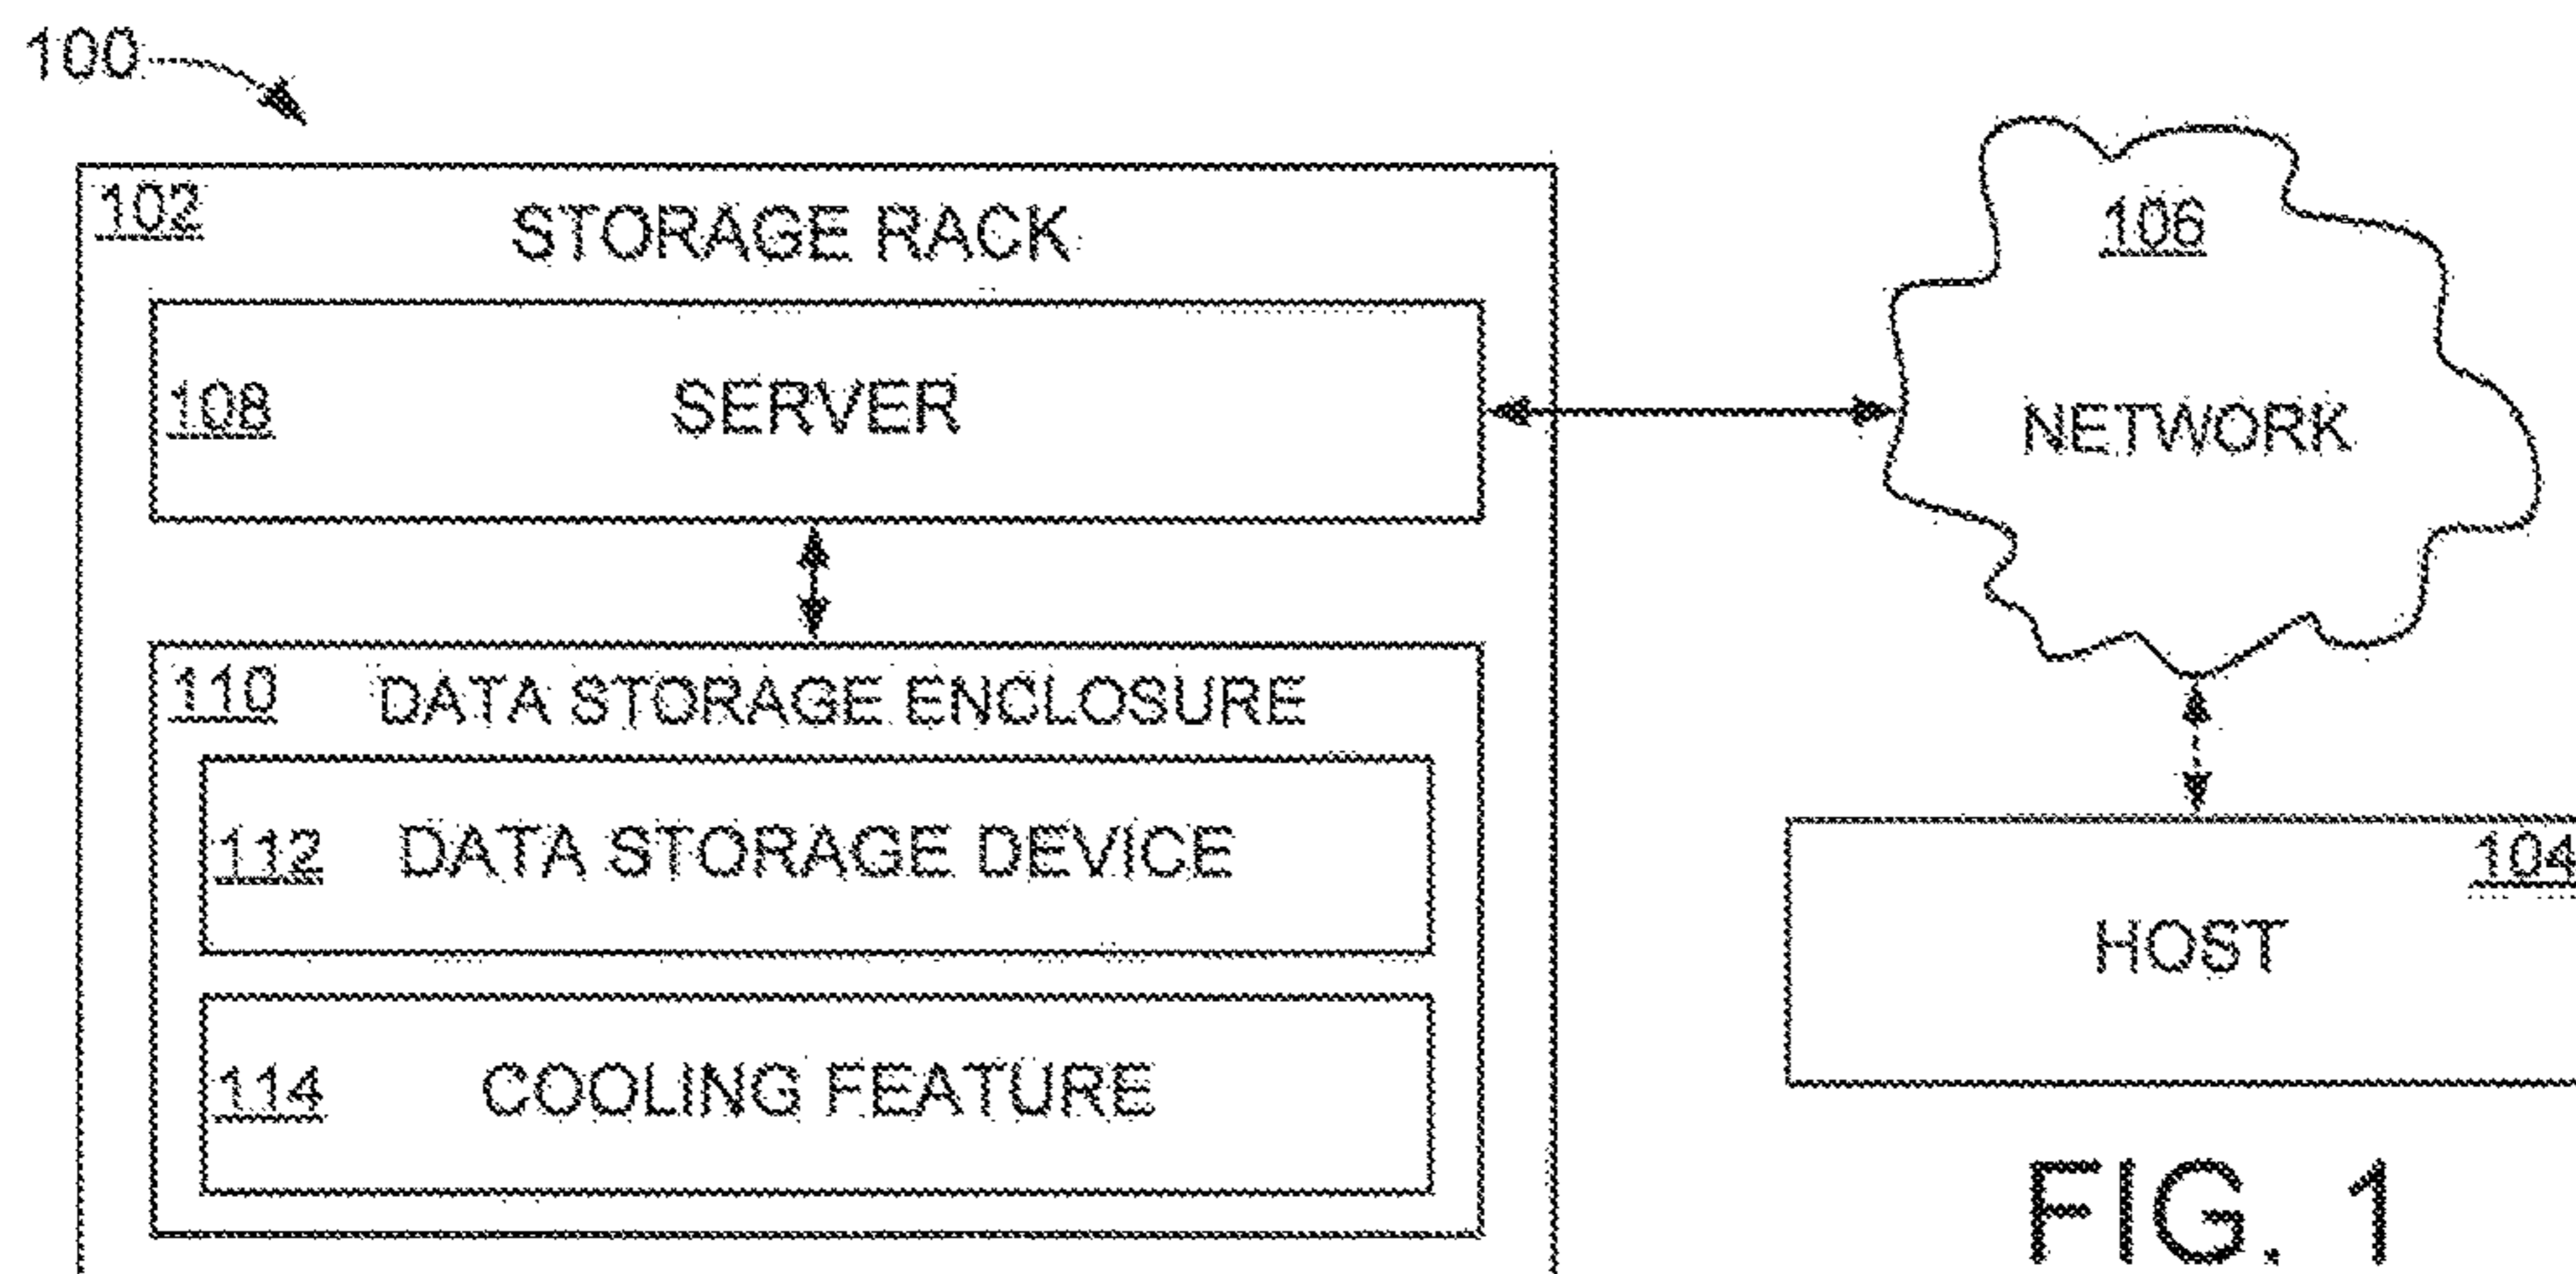 100
102
STORAGE RACK
106
108
SERVER
NETWORK
110
DATA STORAGE ENCLOSURE
112
DATA STORAGE DEVICE
104
HOST
114
COOLING FEATURE
FIG. 1